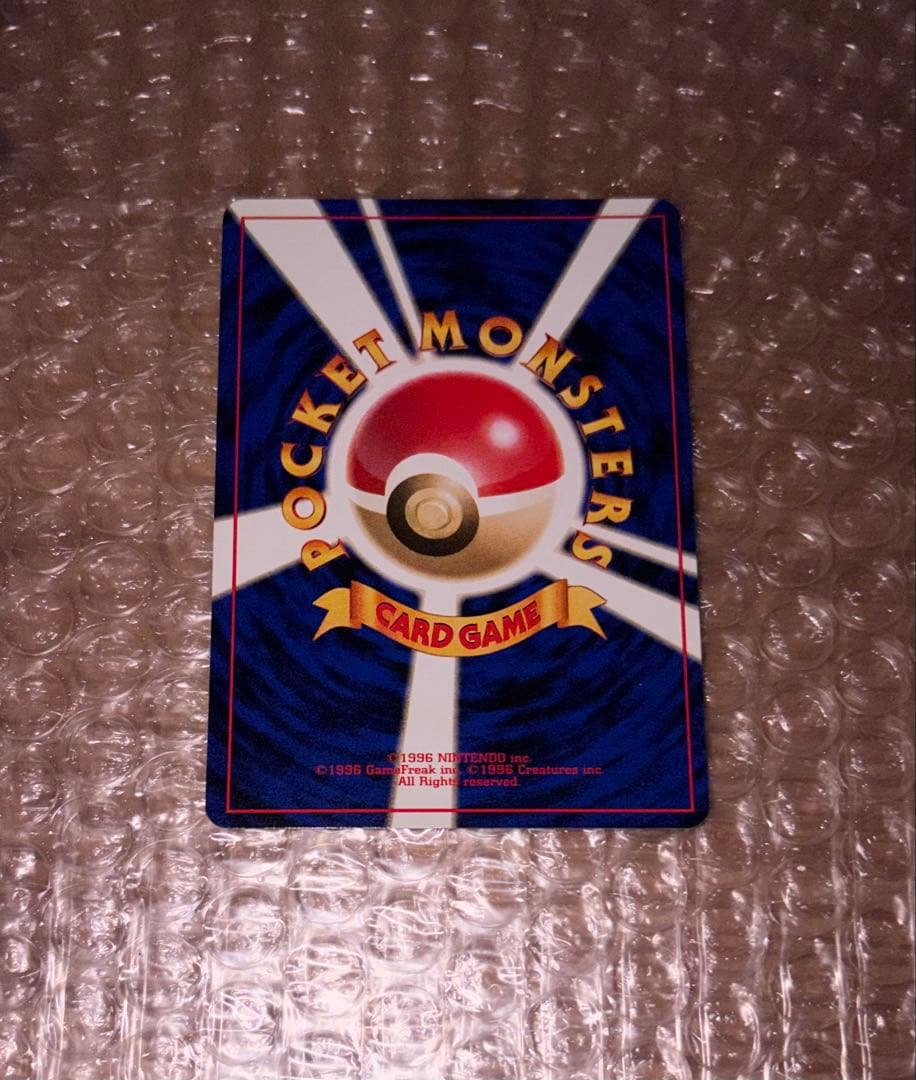 POCKET MONSTERS
CARD GAME
©1996 NINTENDO inc.
©1996 GameFreak inc. ©1996 Creatures inc.
All Rights reserved.